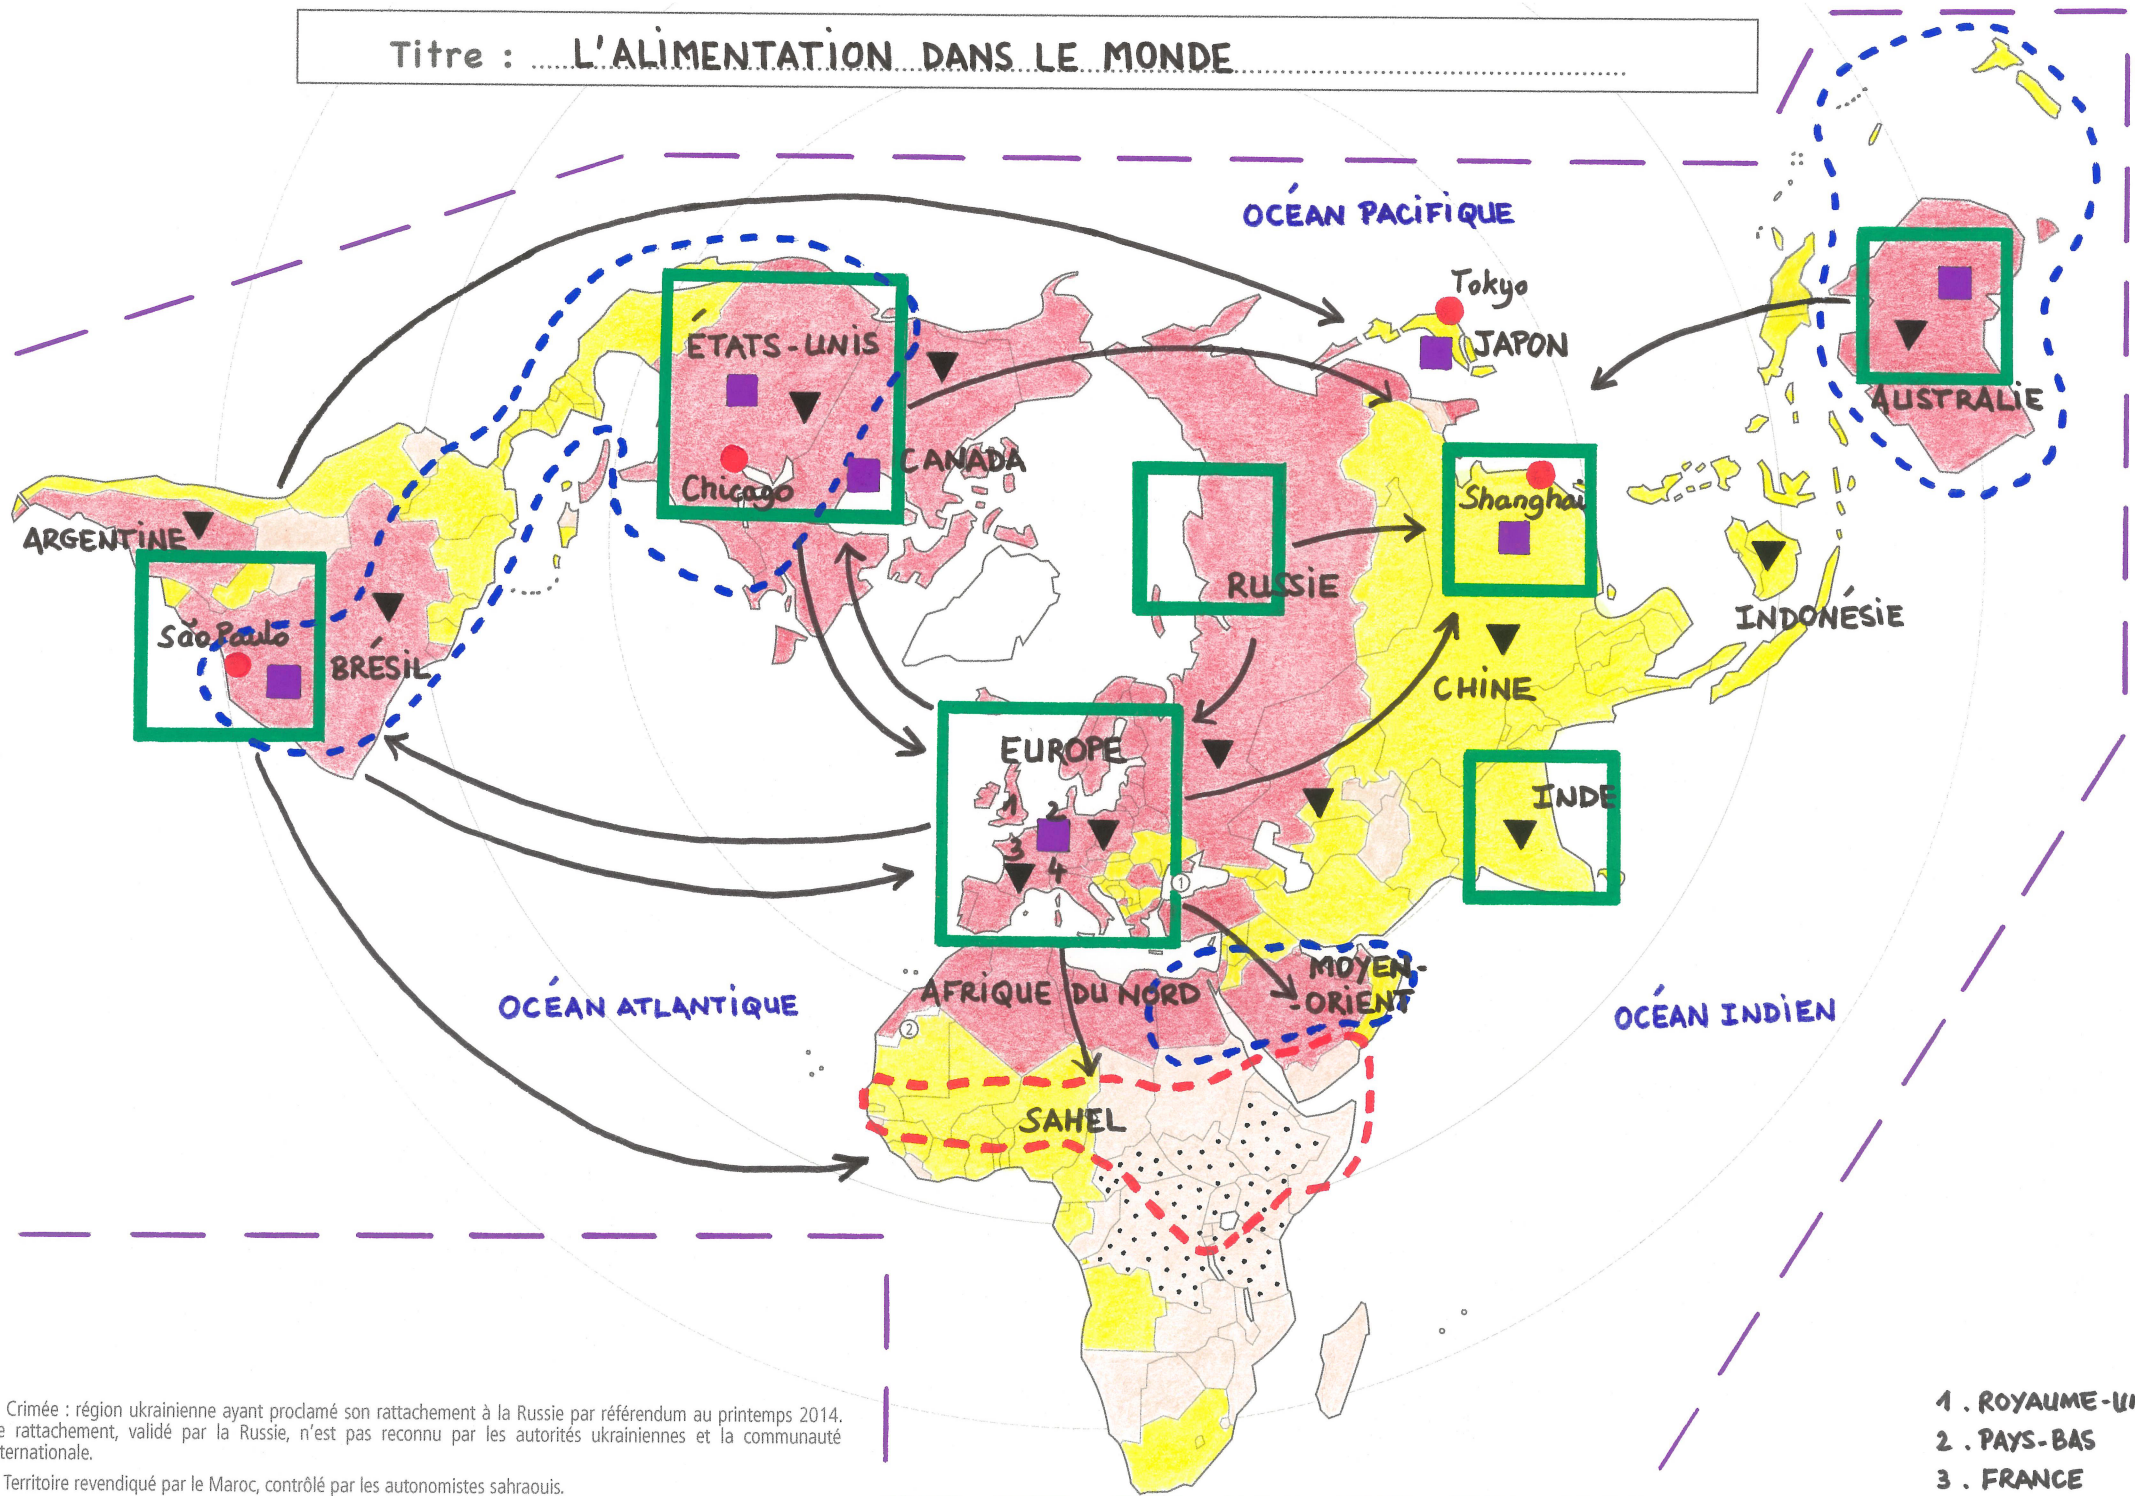 Titre : L'ALIMENTATION DANS LE MONDE
OCÉAN PACIFIQUE
Tokyo
JAPON
ETATS-UNIS
AUSTRALIE
CANADA
Chicago
Shanghai
ARGENTINE
RUSSIE
INDONÉSIE
São Paulo
BRÉSIL
CHINE
EUROPE
1
2
3
4
INDE
1
MOYEN-
-ORIENT
AFRIQUE DU NORD
OCÉAN ATLANTIQUE
OCÉAN INDIEN
2
SAHEL
Crimée : région ukrainienne ayant proclamé son rattachement à la Russie par référendum au printemps 2014.
e rattachement, validé par la Russie, n'est pas reconnu par les autorités ukrainiennes et la communauté
ternationale.
Territoire revendiqué par le Maroc, contrôlé par les autonomistes sahraouis.
1. ROYAUME-U
2. PAYS-BAS
3. FRANCE